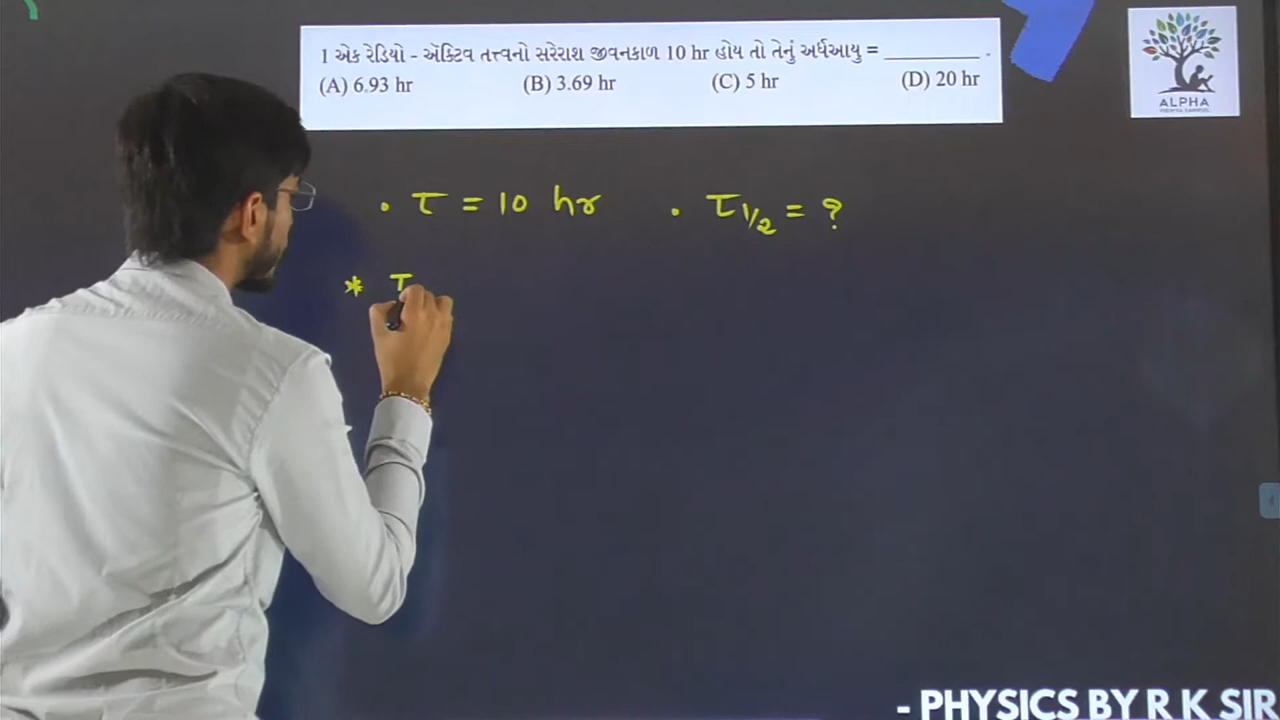 1 એક રેડિયો - ઍક્ટિવ તત્ત્વનો સરેરાશ જીવનકાળ 10 hr હોય તો તેનું અર્ધઆયુ = ________ .
(A) 6.93 hr (B) 3.69 hr (C) 5 hr (D) 20 hr
ALPHA
• τ = 10 hr • τ1/2 = ?
* τ
- PHYSICS BY R K SIR